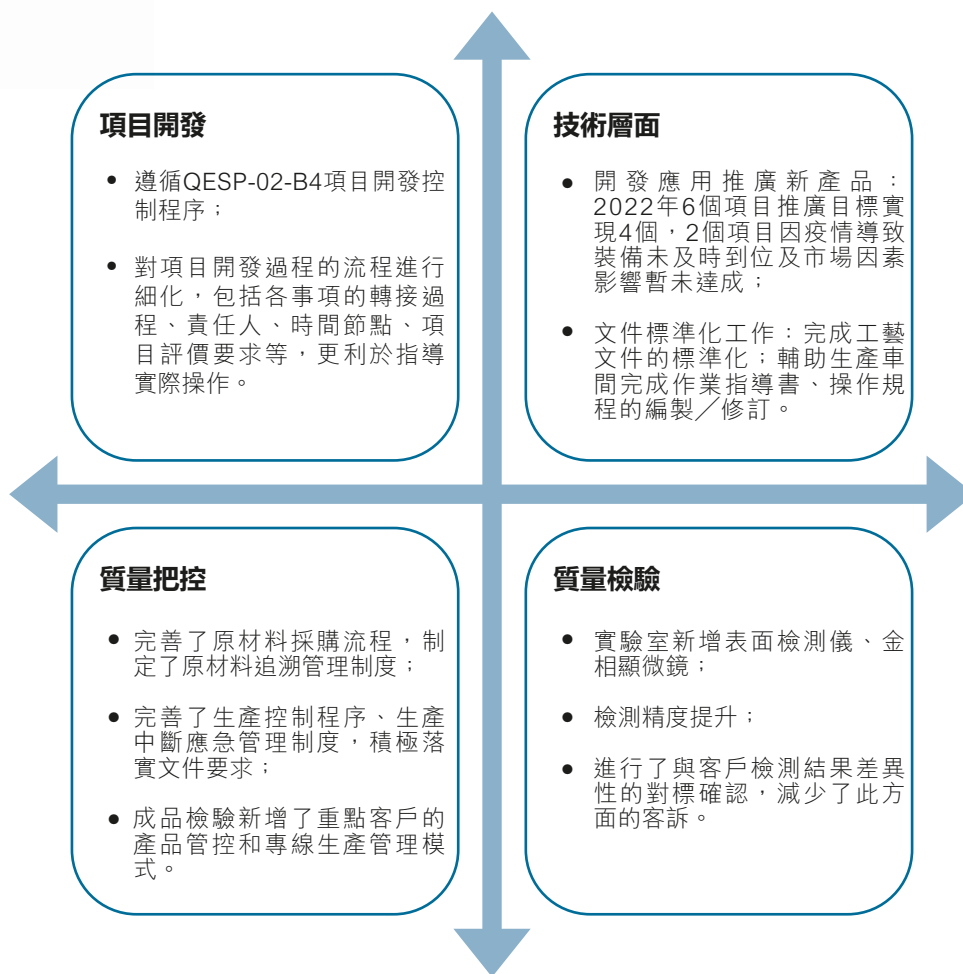 項目開發
• 遵循QESP-02-B4項目開發控
制程序；
• 對項目開發過程的流程進行
細化，包括各事項的轉接過
程、責任人、時間節點、項
目評價要求等，更利於指導
實際操作。
技術層面
• 開發應用推廣新產品：
2022年6個項目推廣目標實
現4個，2個項目因疫情導致
裝備未及時到位及市場因素
影響暫未達成；
• 文件標準化工作：完成工藝
文件的標準化；輔助生產車
間完成作業指導書、操作規
程的編製╱修訂。
質量把控
• 完善了原材料採購流程，制
定了原材料追溯管理制度；
• 完善了生產控制程序、生產
中斷應急管理制度，積極落
實文件要求；
• 成品檢驗新增了重點客戶的
產品管控和專線生產管理模
式。
質量檢驗
• 實驗室新增表面檢測儀、金
相顯微鏡；
• 檢測精度提升；
• 進行了與客戶檢測結果差異
性的對標確認，減少了此方
面的客訴。